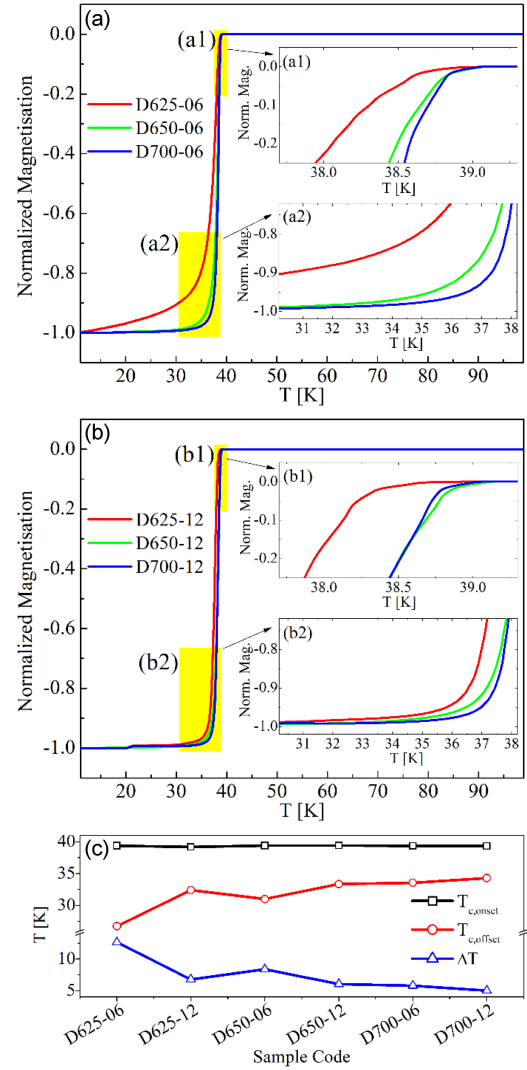 (a)
0.0
-0.2
-0.4
-0.6
-0.8
-1.0
Normalized Magnetisation
D625-06
D650-06
D700-06
(a1)
(a2)
(a1)
0.0
-0.1
-0.2
Norm. Mag.
38.0 38.5 39.0
T [K]
(a2)
-0.8
-0.9
-1.0
Norm. Mag.
31 32 33 34 35 36 37 38
T [K]
20 30 40 50 60 70 80 90
T [K]
(b)
0.0
-0.2
-0.4
-0.6
-0.8
-1.0
Normalized Magnetisation
D625-12
D650-12
D700-12
(b1)
(b2)
(b1)
0.0
-0.1
-0.2
Norm. Mag.
38.0 38.5 39.0
T [K]
(b2)
-0.8
-0.9
-1.0
Norm. Mag.
31 32 33 34 35 36 37 38
T [K]
20 30 40 50 60 70 80 90
T [K]
(c)
40
35
30
10
5
T [K]
Tc,onset
Tc,offset
ΔT
D625-06
D625-12
D650-06
D650-12
D700-06
D700-12
Sample Code